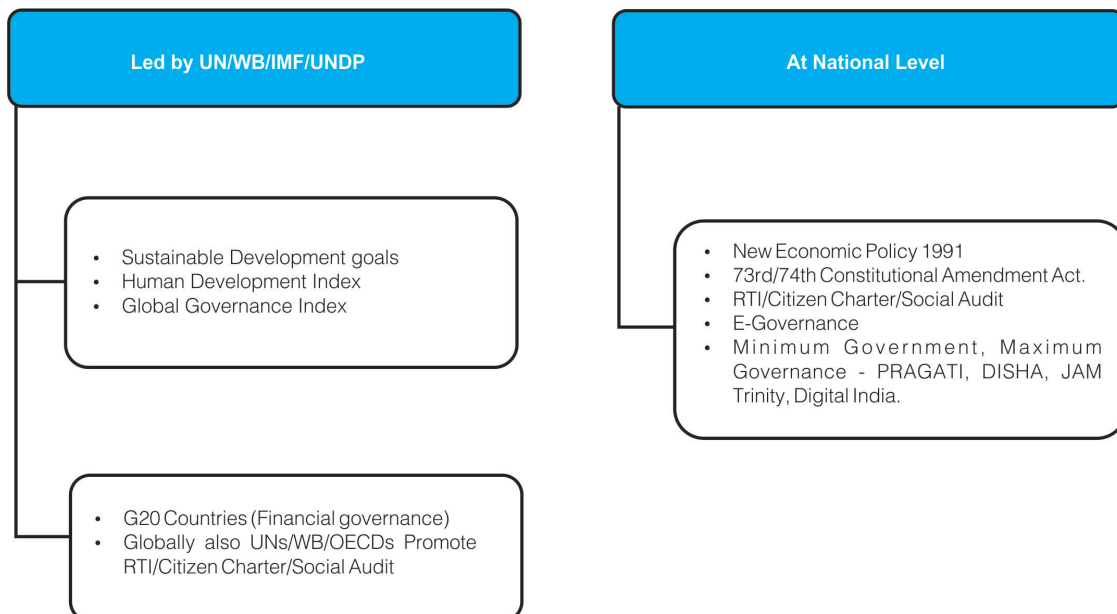 Led by UN/WB/IMF/UNDP
• Sustainable Development goals
• Human Development Index
• Global Governance Index
• G20 Countries (Financial governance)
• Globally also UNs/WB/OECDs Promote
RTI/Citizen Charter/Social Audit
At National Level
• New Economic Policy 1991
• 73rd/74th Constitutional Amendment Act.
• RTI/Citizen Charter/Social Audit
• E-Governance
• Minimum Government, Maximum
Governance - PRAGATI, DISHA, JAM
Trinity, Digital India.